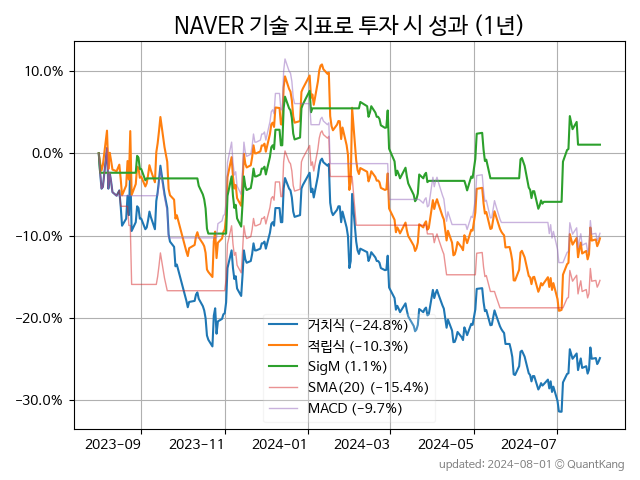 NAVER 기술 지표로 투자 시 성과 (1년)
10.0%
0.0%
−10.0%
−20.0%
−30.0%
거치식 (−24.8%)
적립식 (−10.3%)
SigM (1.1%)
SMA(20) (−15.4%)
MACD (−9.7%)
2023-09 2023-11 2024-01 2024-03 2024-05 2024-07
updated: 2024-08-01 © QuantKang